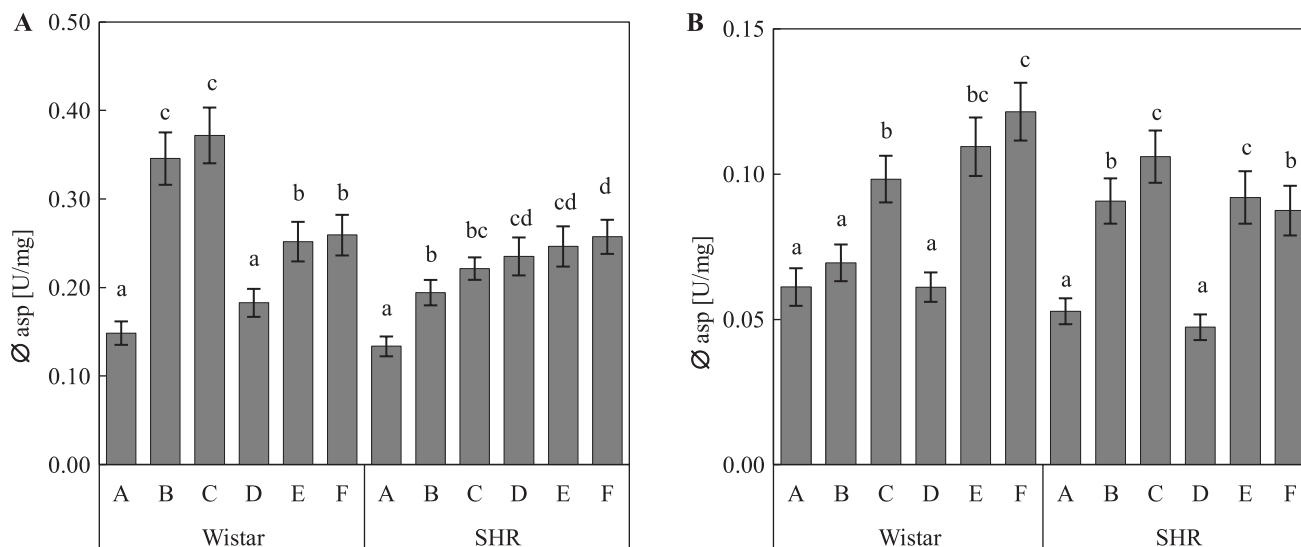 A
Ø asp [U/mg]
0.50
0.40
0.30
0.20
0.10
0.00
a
c
c
a
b
b
a
b
bc
cd
cd
d
A B C D E F A B C D E F
Wistar SHR
B
Ø asp [U/mg]
0.15
0.10
0.05
0.00
a
a
b
a
bc
c
a
b
c
a
c
b
A B C D E F A B C D E F
Wistar SHR